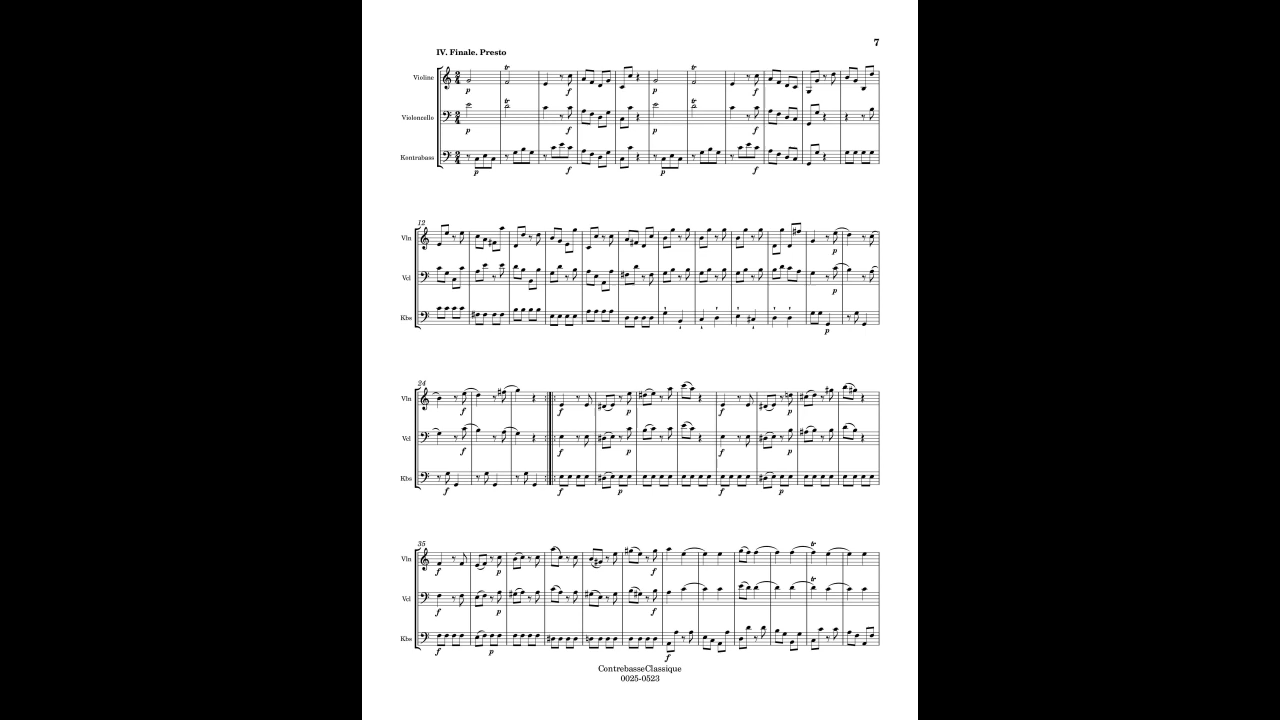 7
IV. Finale. Presto
Violine
p
f
p
f
Violoncello
p
f
p
f
Kontrabass
p
f
p
f
12
Vln
p
Vcl
p
Kbs
p
24
Vln
f
f
p
f
p
Vcl
f
f
p
f
p
Kbs
f
f
p
f
p
35
Vln
f
p
f
Vcl
f
p
f
Kbs
f
p
f
ContrebasseClassique
0025-0523